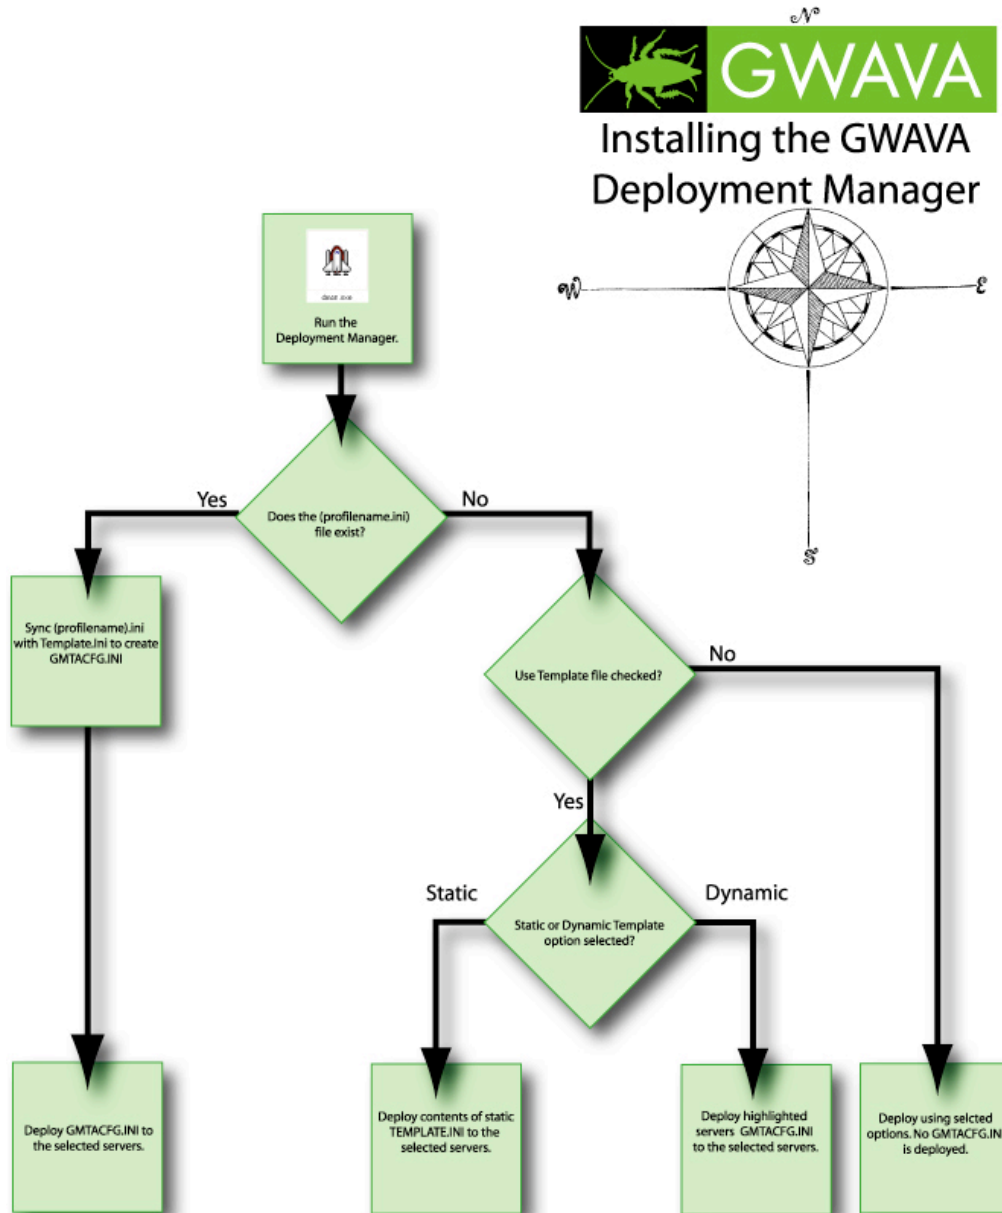 N
GWAVA
Installing the GWAVA
Deployment Manager
W
E
S
Run the
Deployment Manager.
Yes
No
Does the (profilename.ini)
file exist?
Sync (profilename).ini
with Template.Ini to create
GMTACFG.INI
Use Template file checked?
No
Yes
Static
Dynamic
Static or Dynamic Template
option selected?
Deploy GMTACFG.INI to
the selected servers.
Deploy contents of static
TEMPLATE.INI to the
selected servers.
Deploy highlighted
servers GMTACFG.INI
to the selected servers.
Deploy using selcted
options. No GMTACFG.IN
is deployed.